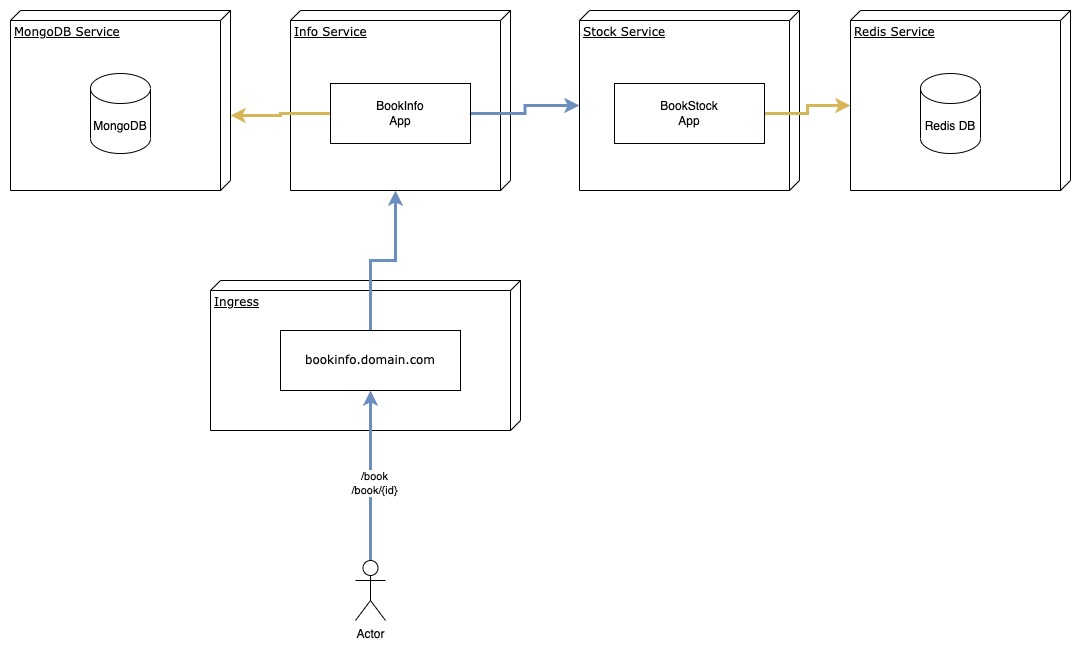 MongoDB Service
Info Service
Stock Service
Redis Service
MongoDB
BookInfo
App
BookStock
App
Redis DB
Ingress
bookinfo.domain.com
/book
/book/{id}
Actor